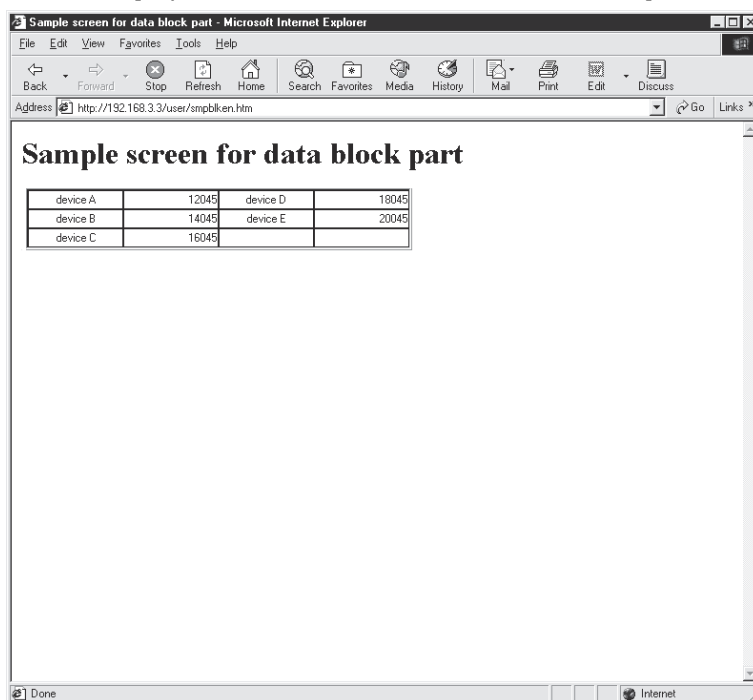 Sample screen for data block part - Microsoft Internet Explorer
File Edit View Favorites Tools Help
Back Forward Stop Refresh Home Search Favorites Media History Mail Print Edit Discuss
Address http://192.168.3.3/user/smpblken.htm Go Links »
Sample screen for data block part
device A 12045 device D 18045
device B 14045 device E 20045
device C 16045
Done Internet